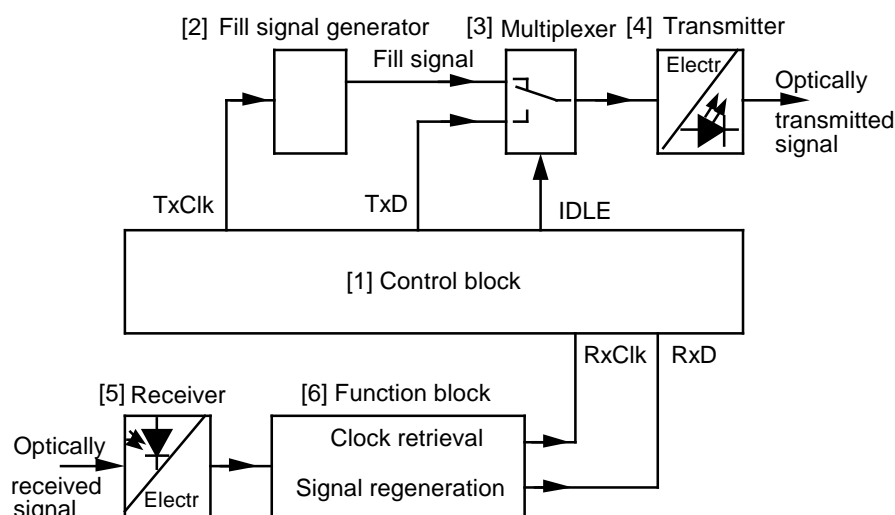 [2] Fill signal generator
[3] Multiplexer
[4] Transmitter
Fill signal
Electr
Optically
transmitted
signal
TxClk
TxD
IDLE
[1] Control block
RxClk
RxD
[5] Receiver
[6] Function block
Optically
received
signal
Electr
Clock retrieval
Signal regeneration